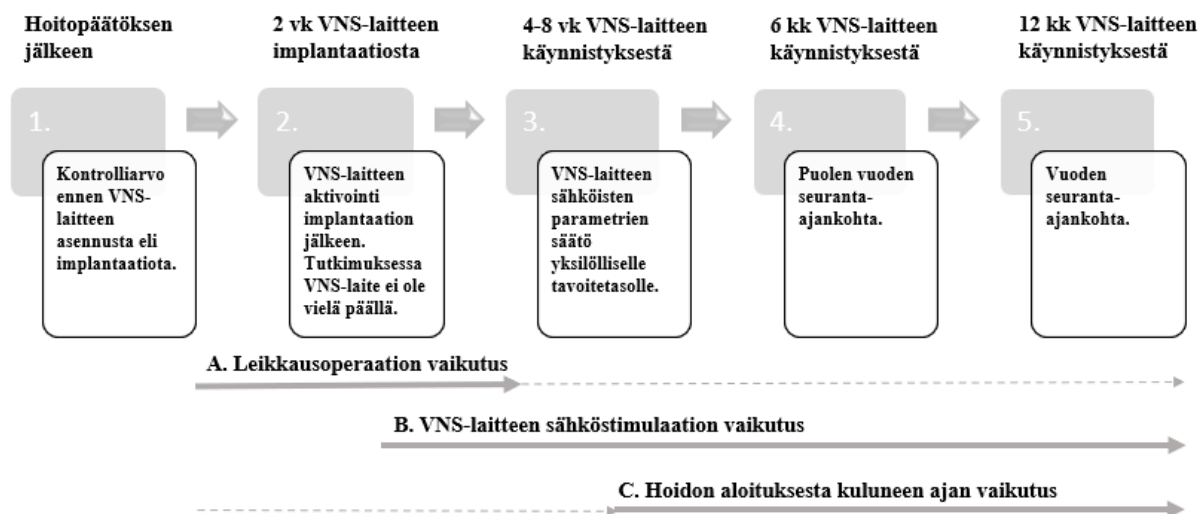 Hoitopäätöksen
jälkeen
2 vk VNS-laitteen
implantaatiosta
4-8 vk VNS-laitteen
käynnistyksestä
6 kk VNS-laitteen
käynnistyksestä
12 kk VNS-laitteen
käynnistyksestä
1.
Kontrolliarvo
ennen VNS-
laitteen
asennusta eli
implantaatiota.
2.
VNS-laitteen
aktivointi
implantaation
jälkeen.
Tutkimuksessa
VNS-laite ei ole
vielä päällä.
3.
VNS-laitteen
sähköisten
parametrien
säätö
yksilölliselle
tavoitetasolle.
4.
Puolen vuoden
seuranta-
ajankohta.
5.
Vuoden
seuranta-
ajankohta.
A. Leikkausoperaation vaikutus
B. VNS-laitteen sähköstimulaation vaikutus
C. Hoidon aloituksesta kuluneen ajan vaikutus